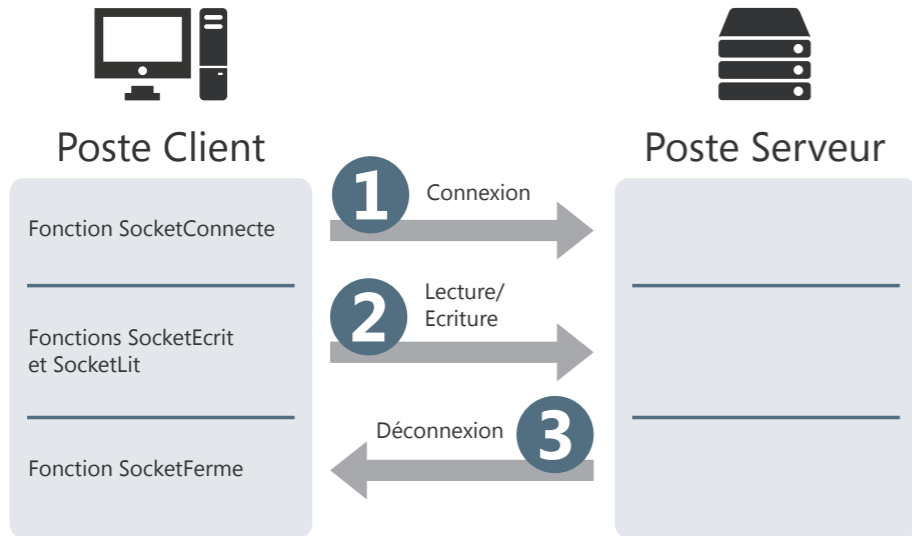 Poste Client
Poste Serveur
1
Connexion
Fonction SocketConnecte
2
Lecture/
Ecriture
Fonctions SocketEcrit
et SocketLit
Déconnexion
3
Fonction SocketFerme